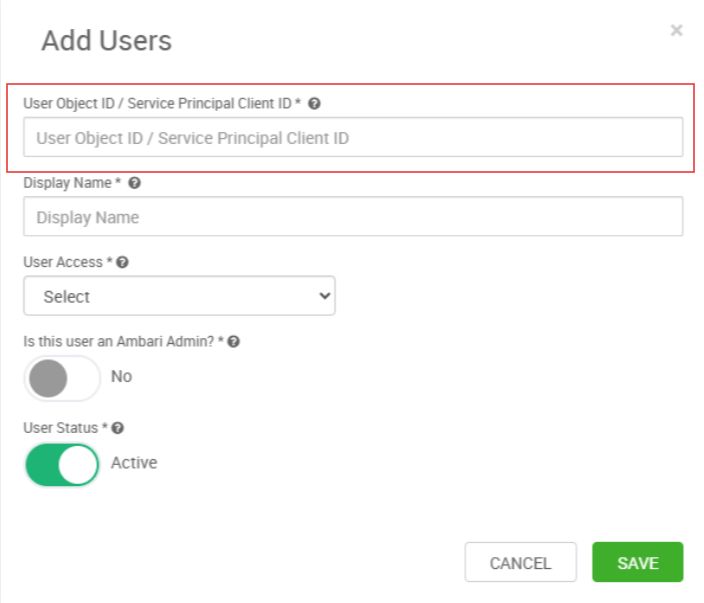 Add Users
×
User Object ID / Service Principal Client ID *
User Object ID / Service Principal Client ID
Display Name *
Display Name
User Access *
Select
Is this user an Ambari Admin? *
No
User Status *
Active
CANCEL
SAVE